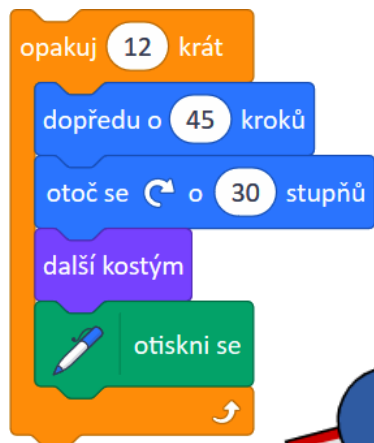 opakuj 12 krát
dopředu o 45 kroků
otoč se o 30 stupňů
další kostým
otiskni se